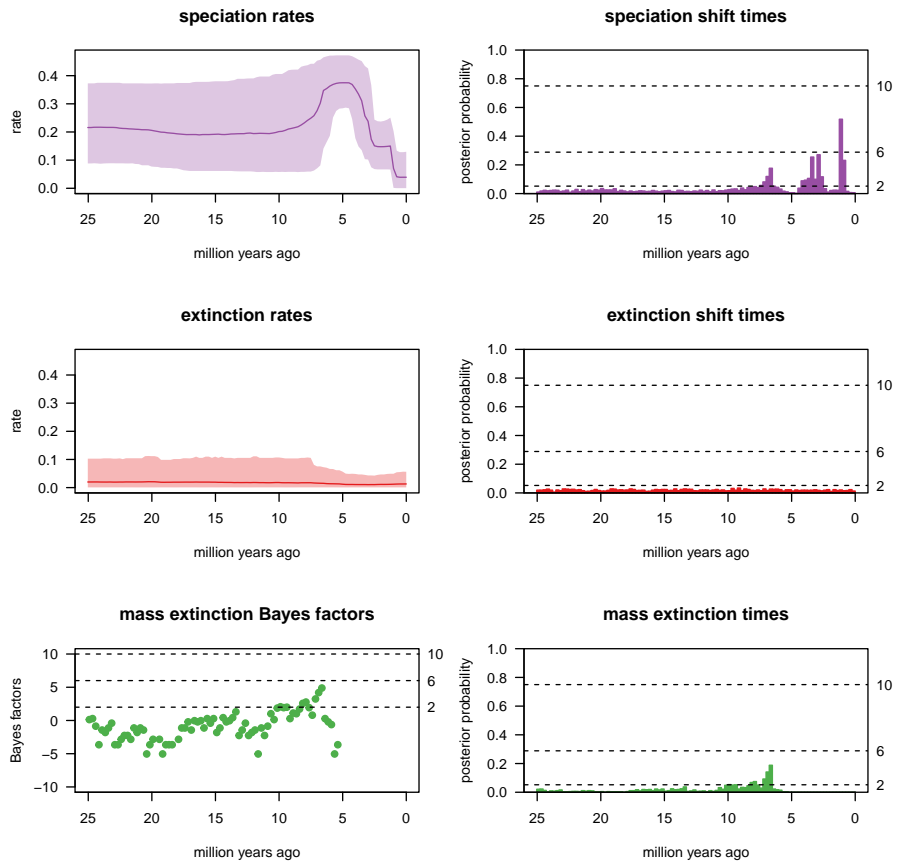 speciation rates
0.4
0.3
0.2
0.1
0.0
rate
25 20 15 10 5 0
million years ago
speciation shift times
1.0
0.8
0.6
0.4
0.2
0.0
posterior probability
10
6
2
25 20 15 10 5 0
million years ago
extinction rates
0.4
0.3
0.2
0.1
0.0
rate
25 20 15 10 5 0
million years ago
extinction shift times
1.0
0.8
0.6
0.4
0.2
0.0
posterior probability
10
6
2
25 20 15 10 5 0
million years ago
mass extinction Bayes factors
10
5
0
−5
−10
Bayes factors
10
6
2
25 20 15 10 5 0
million years ago
mass extinction times
1.0
0.8
0.6
0.4
0.2
0.0
posterior probability
10
6
2
25 20 15 10 5 0
million years ago